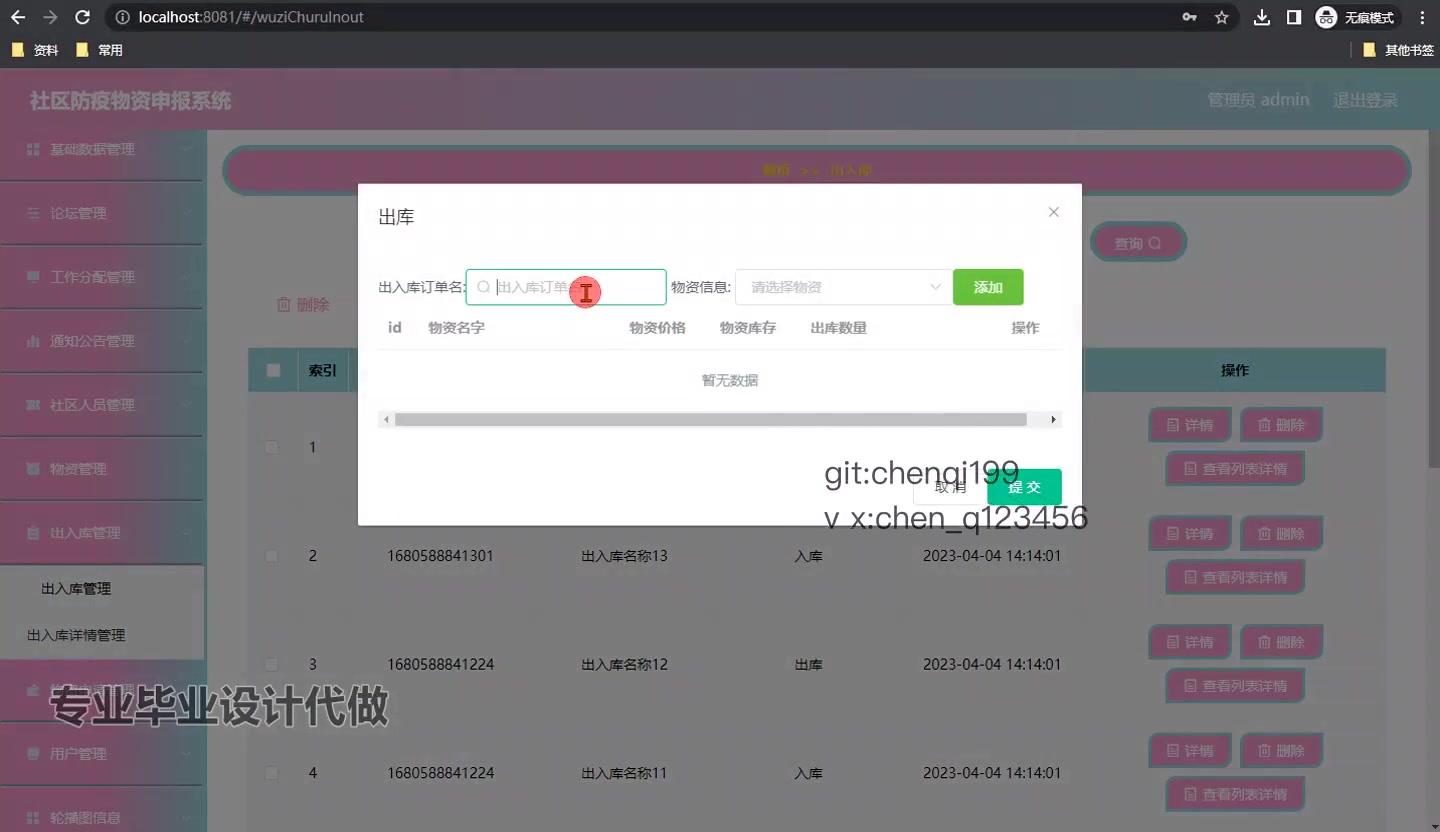 localhost:8081/#/wuziChuruInout
无痕模式
资料 常用 其他书签
社区防疫物资申报系统 管理员 admin 退出登录
基础数据管理
论坛管理
工作分配管理
通知公告管理
社区人员管理
物资管理
出入库管理
出入库管理
出入库详情管理
用户管理
轮播图信息
>> 出入库
查询
删除
出库
出入库订单名: 出入库订单名 物资信息: 请选择物资 添加
id 物资名字 物资价格 物资库存 出库数量 操作
暂无数据
取消 提交
索引 操作
1 详情 删除
查看列表详情
2 1680588841301 出入库名称13 入库 2023-04-04 14:14:01 详情 删除
查看列表详情
3 1680588841224 出入库名称12 出库 2023-04-04 14:14:01 详情 删除
查看列表详情
4 1680588841224 出入库名称11 入库 2023-04-04 14:14:01 详情 删除
查看列表详情
git:chenqi199
v x:chen_q123456
专业毕业设计代做